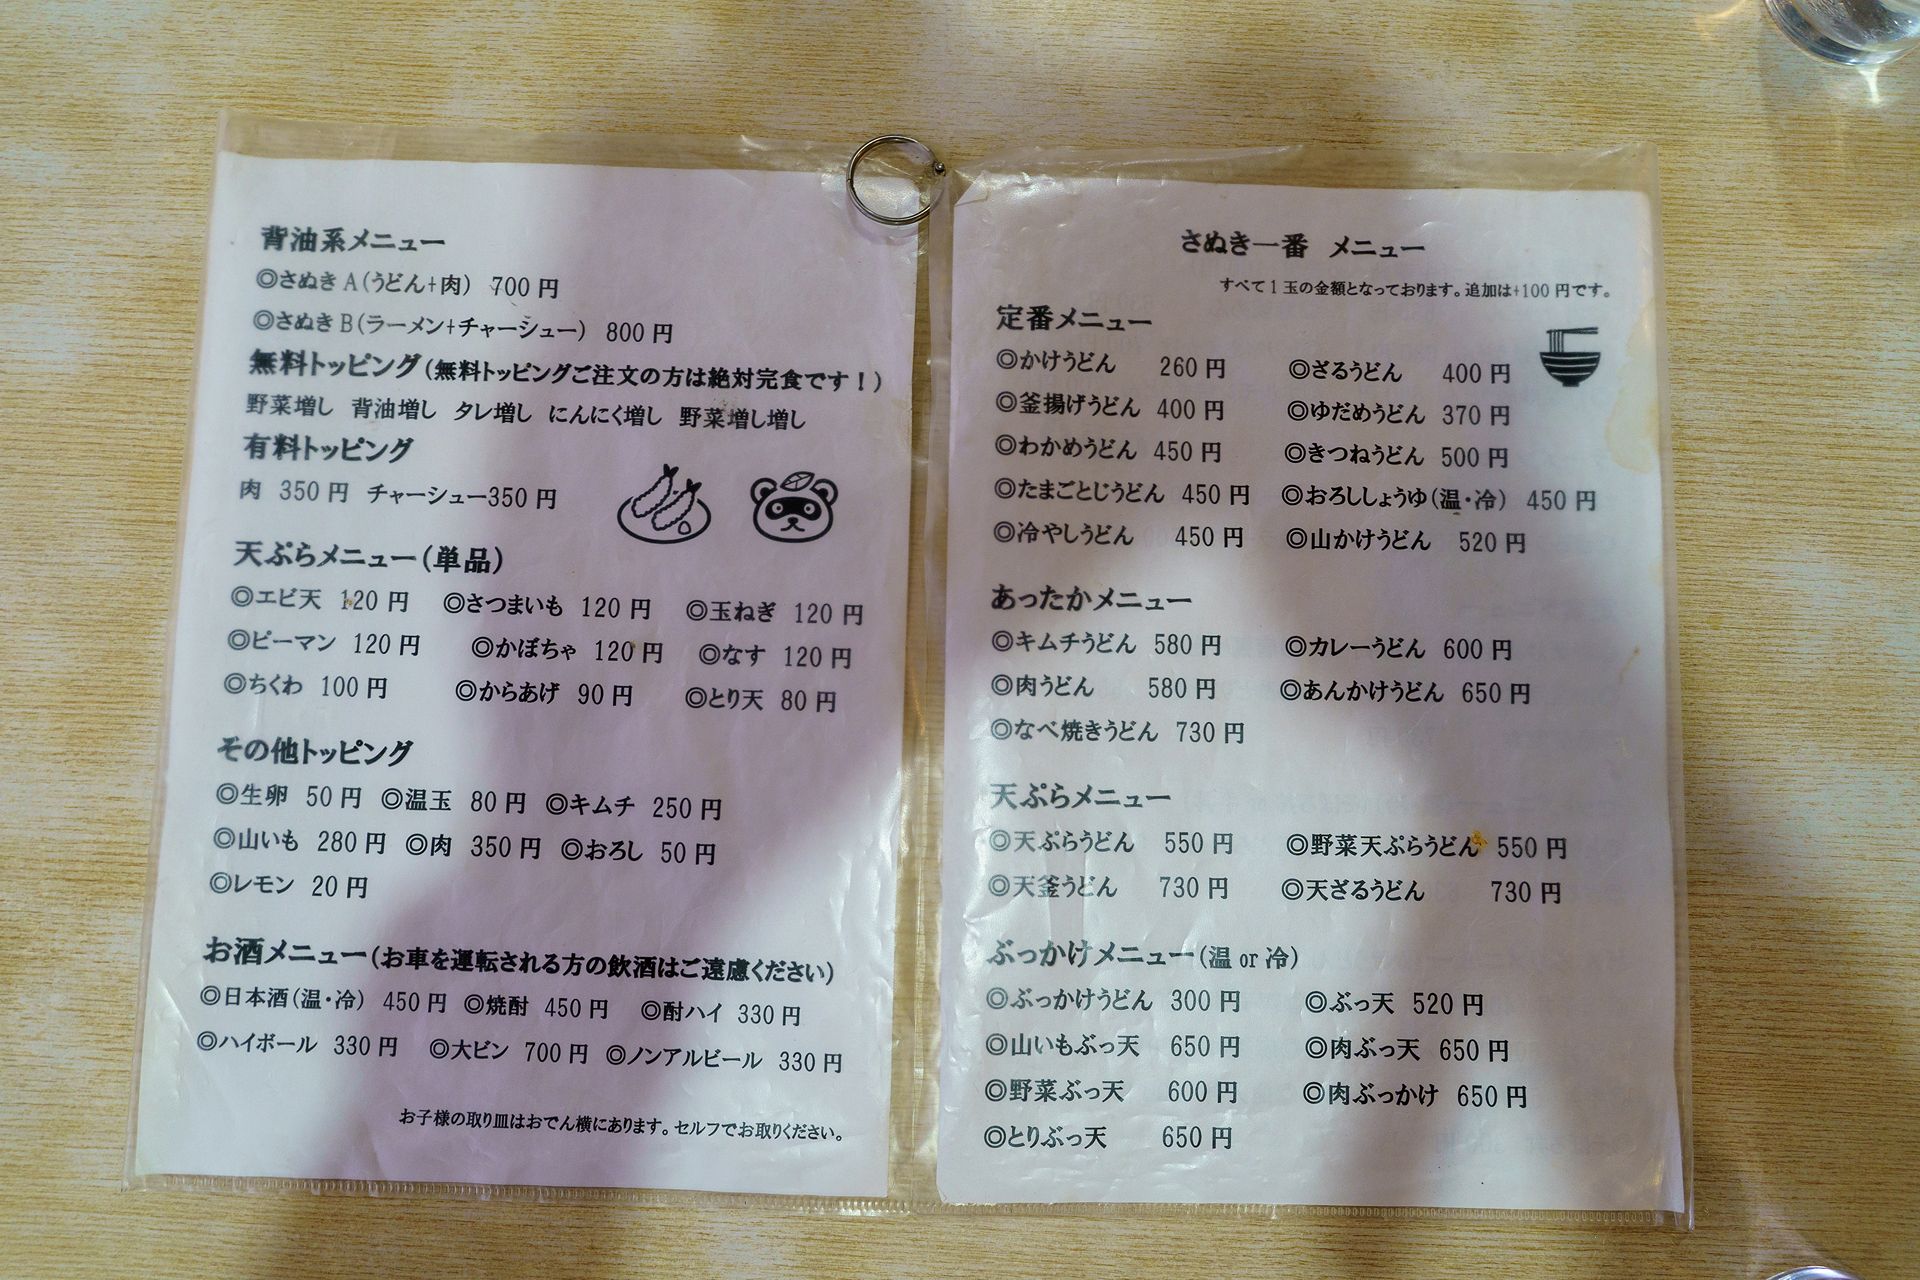 背油系メニュー
◎さぬきA(うどん+肉) 700円
◎さぬきB(ラーメン+チャーシュー) 800円
無料トッピング(無料トッピングご注文の方は絶対完食です！)
野菜増し 背油増し タレ増し にんにく増し 野菜増し増し
有料トッピング
肉 350円 チャーシュー350円
天ぷらメニュー(単品)
◎エビ天 120円 ◎さつまいも 120円 ◎玉ねぎ 120円
◎ピーマン 120円 ◎かぼちゃ 120円 ◎なす 120円
◎ちくわ 100円 ◎からあげ 90円 ◎とり天 80円
その他トッピング
◎生卵 50円 ◎温玉 80円 ◎キムチ 250円
◎山いも 280円 ◎肉 350円 ◎おろし 50円
◎レモン 20円
お酒メニュー(お車を運転される方の飲酒はご遠慮ください)
◎日本酒(温・冷) 450円 ◎焼酎 450円 ◎酎ハイ 330円
◎ハイボール 330円 ◎大ビン 700円 ◎ノンアルビール 330円
お子様の取り皿はおでん横にあります。セルフでお取りください。
さぬき一番 メニュー
すべて1玉の金額となっております。追加は+100円です。
定番メニュー
◎かけうどん 260円 ◎ざるうどん 400円
◎釜揚げうどん 400円 ◎ゆだめうどん 370円
◎わかめうどん 450円 ◎きつねうどん 500円
◎たまごとじうどん 450円 ◎おろししょうゆ(温・冷) 450円
◎冷やしうどん 450円 ◎山かけうどん 520円
あったかメニュー
◎キムチうどん 580円 ◎カレーうどん 600円
◎肉うどん 580円 ◎あんかけうどん 650円
◎なべ焼きうどん 730円
天ぷらメニュー
◎天ぷらうどん 550円 ◎野菜天ぷらうどん 550円
◎天釜うどん 730円 ◎天ざるうどん 730円
ぶっかけメニュー(温 or 冷)
◎ぶっかけうどん 300円 ◎ぶっ天 520円
◎山いもぶっ天 650円 ◎肉ぶっ天 650円
◎野菜ぶっ天 600円 ◎肉ぶっかけ 650円
◎とりぶっ天 650円